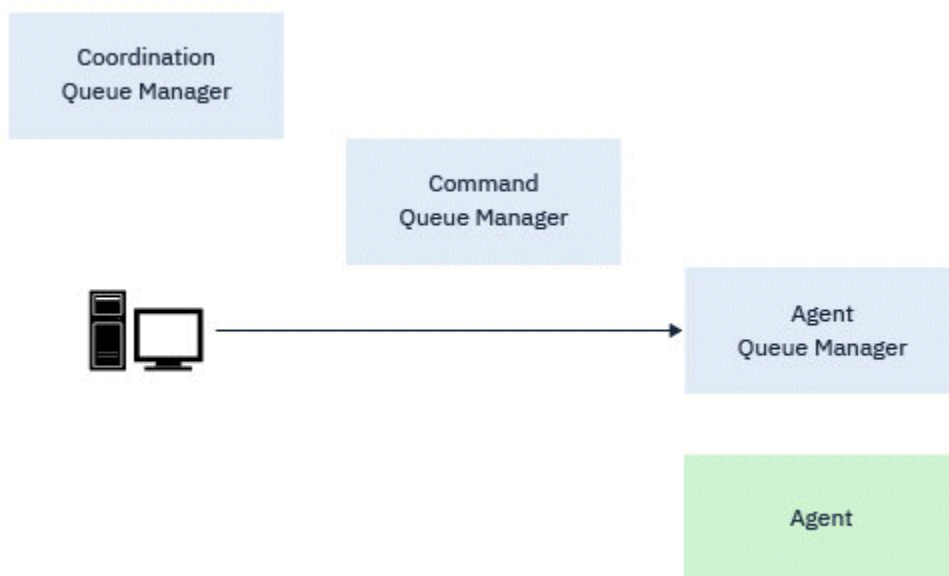 Coordination
Queue Manager
Command
Queue Manager
Agent
Queue Manager
Agent